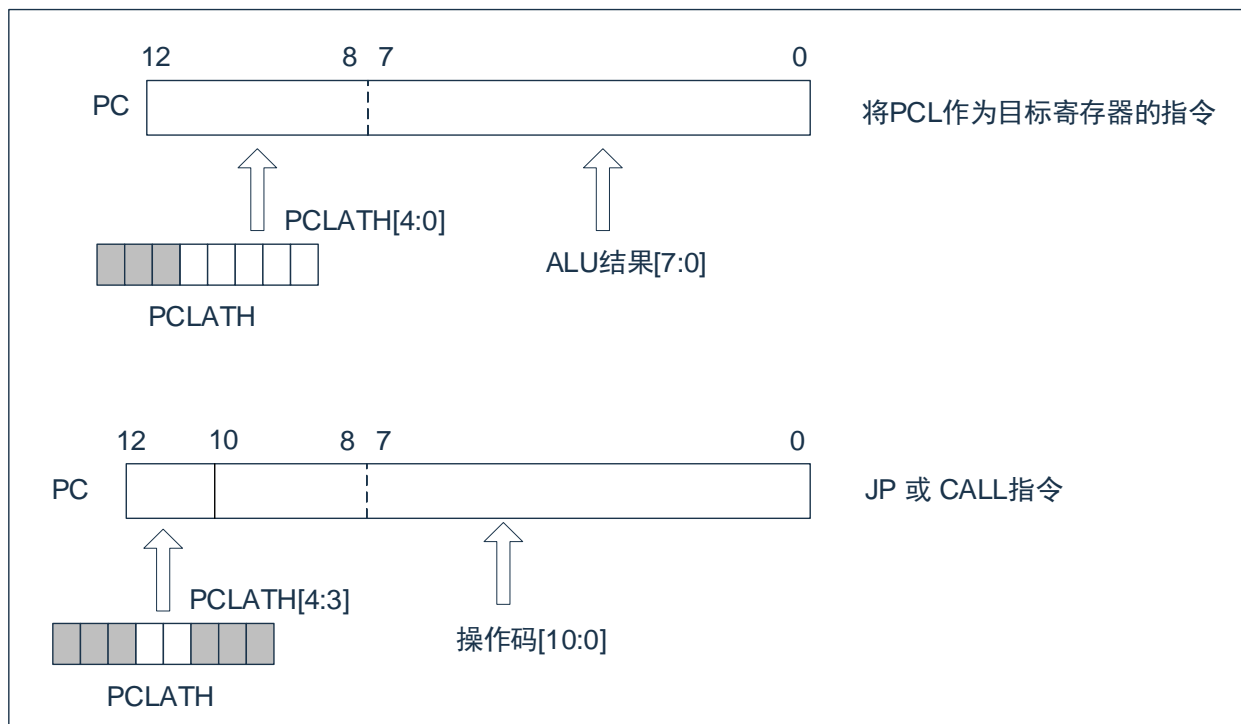 12 8 7 0
PC
将PCL作为目标寄存器的指令
PCLATH[4:0]
ALU结果[7:0]
PCLATH
12 10 8 7 0
PC
JP 或 CALL指令
PCLATH[4:3]
操作码[10:0]
PCLATH